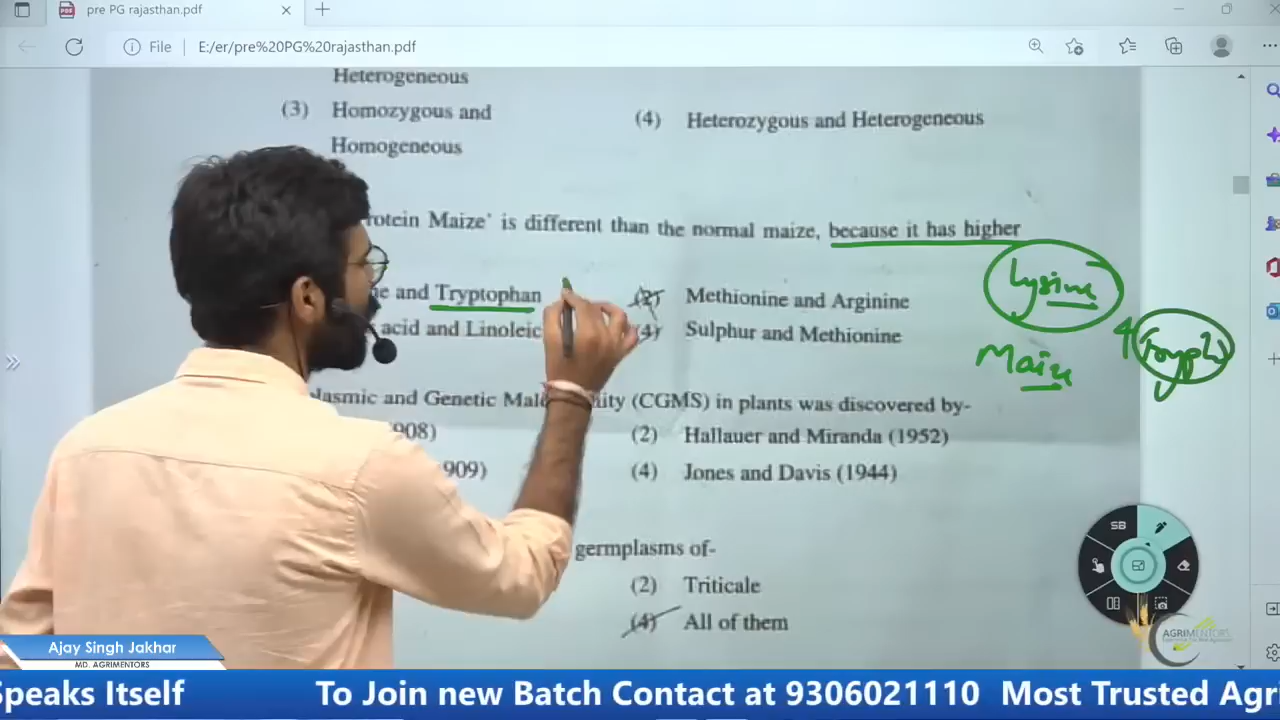 pre PG rajasthan.pdf
File E:/er/pre%20PG%20rajasthan.pdf
Heterogeneous
(3) Homozygous and
Homogeneous
(4) Heterozygous and Heterogeneous
rotein Maize' is different than the normal maize, because it has higher
Lysine
ne and Tryptophan
Methionine and Arginine
acid and Linoleic
(4) Sulphur and Methionine
Maize
lasmic and Genetic Male (CGMS) in plants was discovered by-
908)
(2) Hallauer and Miranda (1952)
909)
(4) Jones and Davis (1944)
germplasms of-
(2) Triticale
(4) All of them
SB
AGRIMENTORS
Ajay Singh Jakhar
MD. AGRIMENTORS
Speaks Itself To Join new Batch Contact at 9306021110 Most Trusted Agri